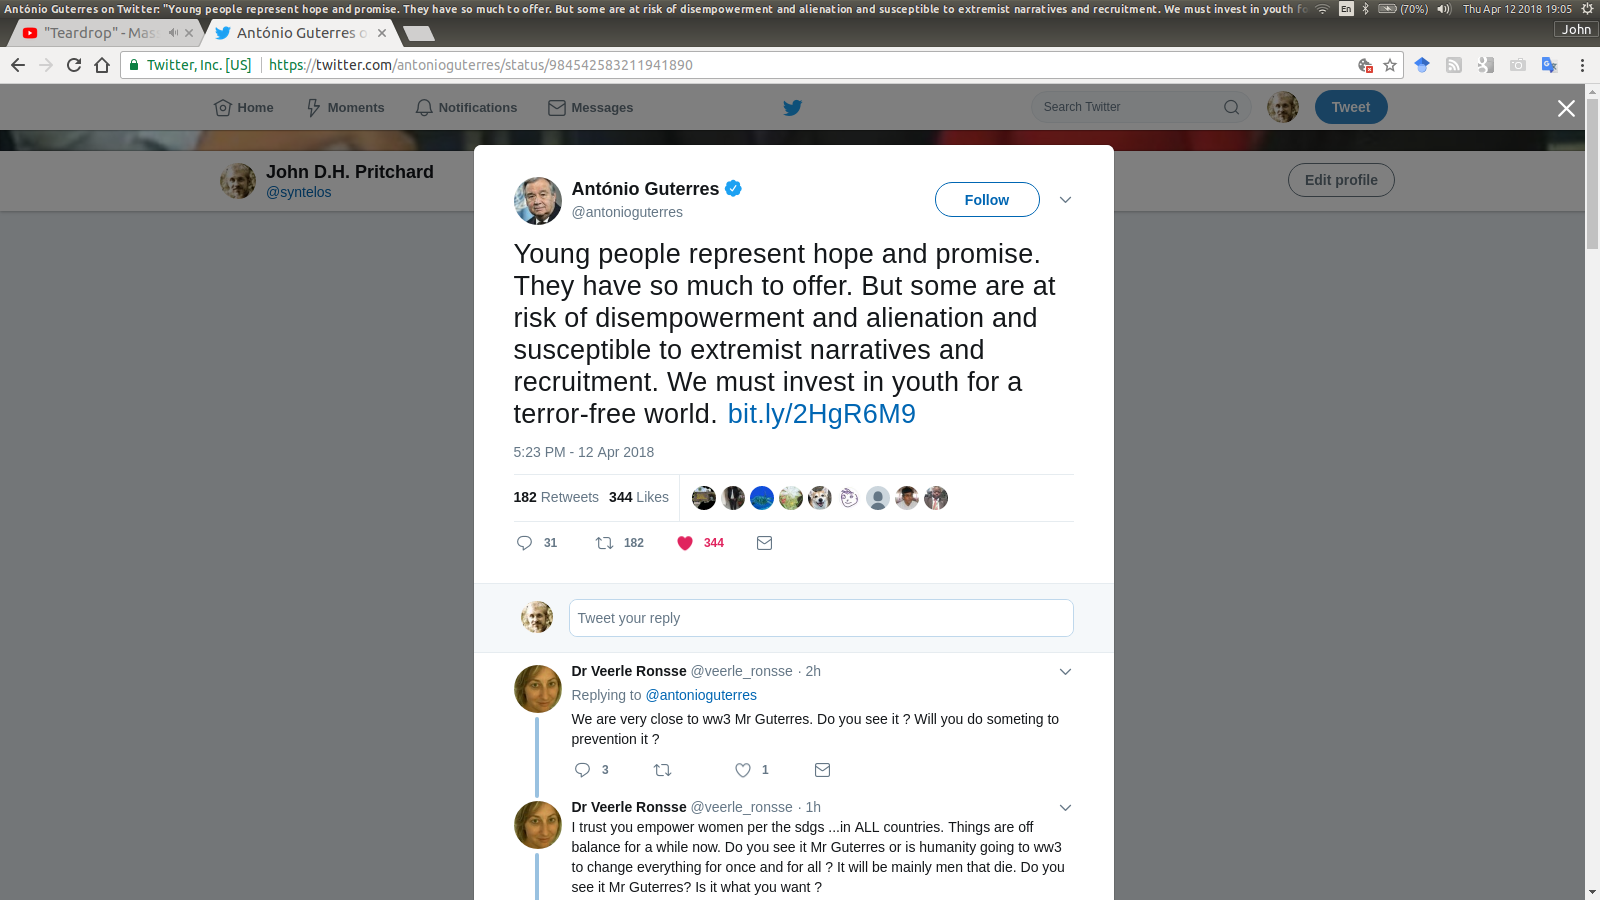 António Guterres on Twitter: "Young people represent hope and promise. They have so much to offer. But some are at risk of disempowerment and alienation and susceptible to extremist narratives and recruitment. We must invest in youth
En (70%) Thu Apr 12 2018 19:05
"Teardrop" - Mas
António Guterres o
John
Twitter, Inc. [US] https://twitter.com/antonioguterres/status/984542583211941890
Home Moments Notifications Messages Search Twitter Tweet
John D.H. Pritchard
@syntelos
Edit profile
António Guterres
@antonioguterres
Follow
Young people represent hope and promise.
They have so much to offer. But some are at
risk of disempowerment and alienation and
susceptible to extremist narratives and
recruitment. We must invest in youth for a
terror-free world. bit.ly/2HgR6M9
5:23 PM - 12 Apr 2018
182 Retweets 344 Likes
31 182 344
Tweet your reply
Dr Veerle Ronsse @veerle_ronsse · 2h
Replying to @antonioguterres
We are very close to ww3 Mr Guterres. Do you see it ? Will you do someting to
prevention it ?
3 1
Dr Veerle Ronsse @veerle_ronsse · 1h
I trust you empower women per the sdgs ...in ALL countries. Things are off
balance for a while now. Do you see it Mr Guterres or is humanity going to ww3
to change everything for once and for all ? It will be mainly men that die. Do you
see it Mr Guterres? Is it what you want ?